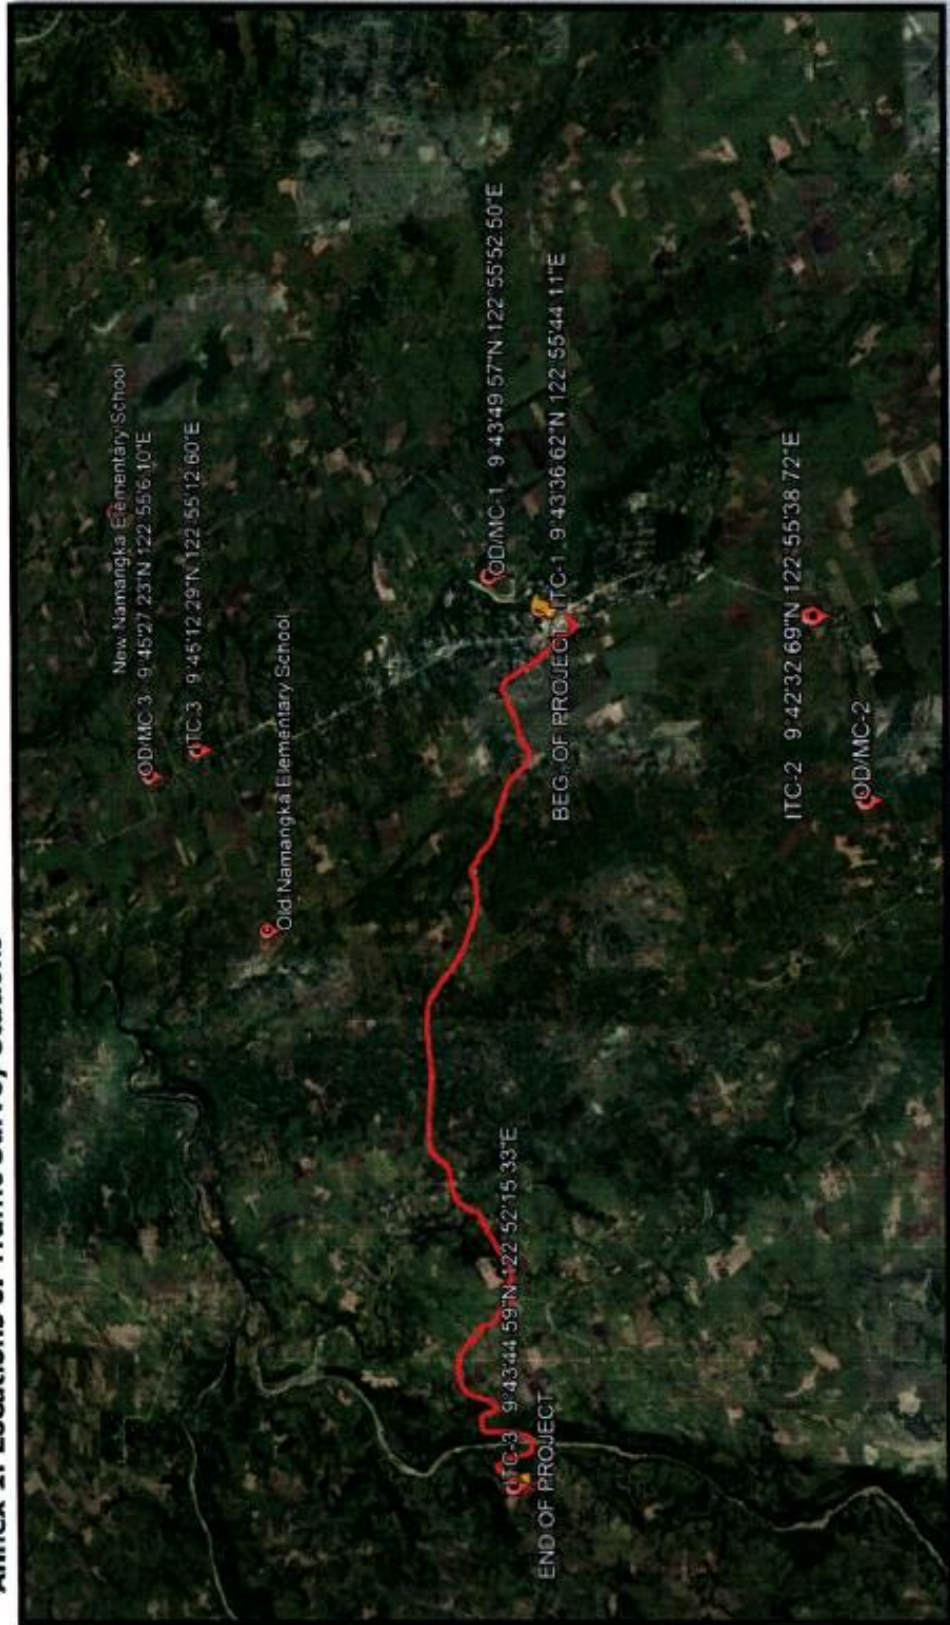 Annex 1: Locations of Traffic Survey Stations
New Namangka Elementary School
OD/MC 3 9°45'27.23"N 122°55'6.10"E
ITC 3 9°45'12.29"N 122°55'12.60"E
Old Namangka Elementary School
OD/MC-1 9°43'49.57"N 122°55'52.50"E
ITC-1 9°43'36.62"N 122°55'44.11"E
BEG. OF PROJECT
ITC-3 9°43'44.59"N 122°52'15.33"E
END OF PROJECT
ITC-2 9°42'32.69"N 122°55'38.72"E
OD/MC-2